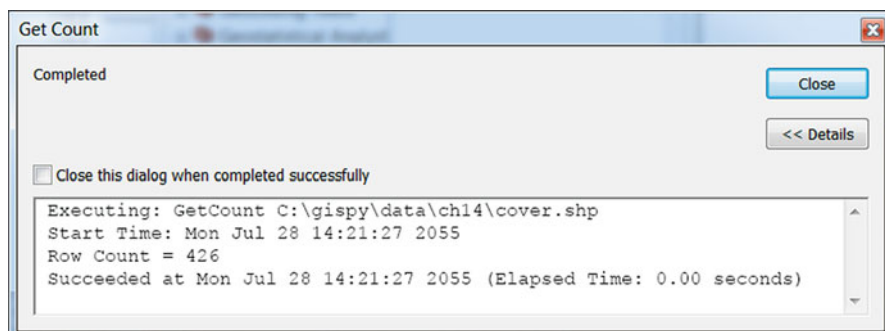 Get Count
Completed
Close
<< Details
Close this dialog when completed successfully
Executing: GetCount C:\gispy\data\ch14\cover.shp
Start Time: Mon Jul 28 14:21:27 2055
Row Count = 426
Succeeded at Mon Jul 28 14:21:27 2055 (Elapsed Time: 0.00 seconds)